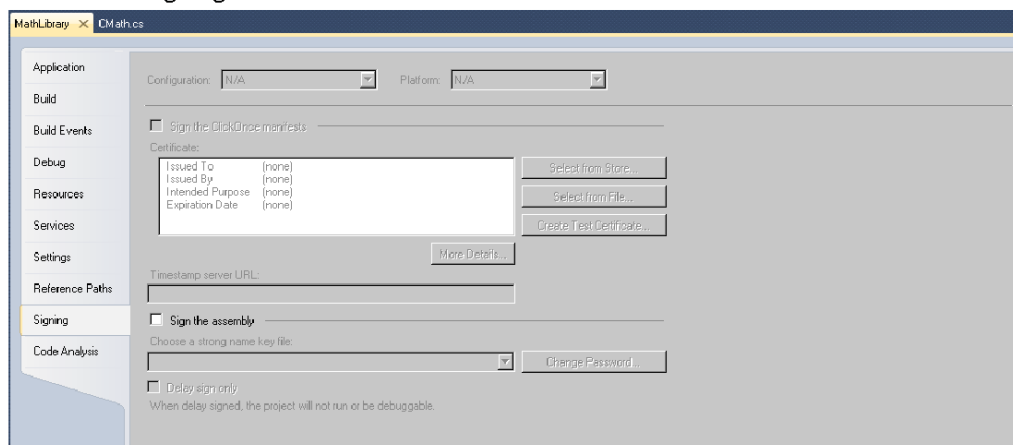 MathLibrary CMath.cs
Application
Build
Build Events
Debug
Resources
Services
Settings
Reference Paths
Signing
Code Analysis
Configuration: N/A Platform: N/A
Sign the ClickOnce manifests
Certificate:
Issued To (none)
Issued By (none)
Intended Purpose (none)
Expiration Date (none)
Select from Store...
Select from File...
Create Test Certificate...
More Details...
Timestamp server URL:
Sign the assembly
Choose a strong name key file:
Change Password...
Delay sign only
When delay signed, the project will not run or be debuggable.